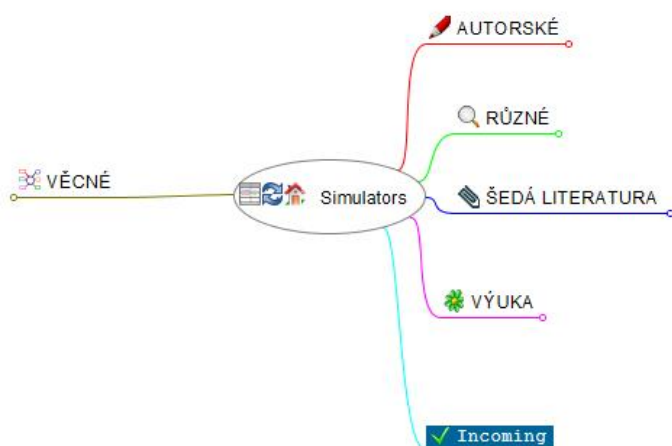 AUTORSKÉ
RŮZNÉ
VĚCNÉ
Simulators
ŠEDÁ LITERATURA
VÝUKA
Incoming